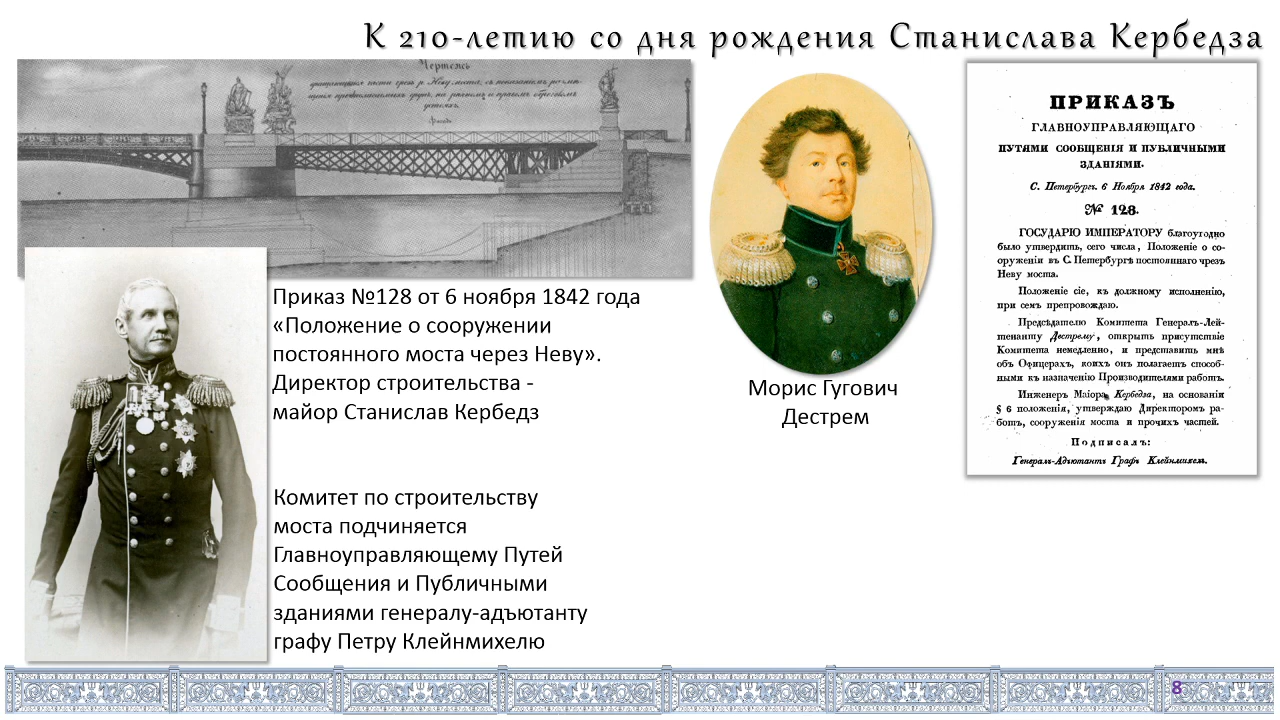 К 210-летию со дня рождения Станислава Кербедза
Чертежъ
Приказ №128 от 6 ноября 1842 года
«Положение о сооружении
постоянного моста через Неву».
Директор строительства -
майор Станислав Кербедз
Комитет по строительству
моста подчиняется
Главноуправляющему Путей
Сообщения и Публичными
зданиями генералу-адъютанту
графу Петру Клейнмихелю
Морис Гугович
Дестрем
ПРИКАЗЪ
ГЛАВНОУПРАВЛЯЮЩАГО
ПУТЯМИ СООБЩЕНІЯ И ПУБЛИЧНЫМИ
ЗДАНІЯМИ.
С. Петербургъ. 6 Ноября 1842 года.
№ 128.
ГОСУДАРЮ ИМПЕРАТОРУ благоугодно
было утвердить, сего числа, Положеніе о со-
оруженіи въ С. Петербургѣ постояннаго чрезъ
Неву моста.
Положеніе сіе, къ должному исполненію,
при семъ препровождаю.
Предсѣдателю Комитета Генералъ-Лей-
тенанту Дестрему, открыть присутствіе
Комитета немедленно, и представить мнѣ
объ Офицерахъ, коихъ онъ полагаетъ способ-
ными къ назначенію Производителями работъ.
Инженеръ Маіора Кербедза, на основаніи
§ 6 положенія, утверждаю Директоромъ ра-
ботъ, сооруженія моста и прочихъ частей.
Подписалъ:
Генералъ-Адъютантъ Графъ Клейнмихель.
8